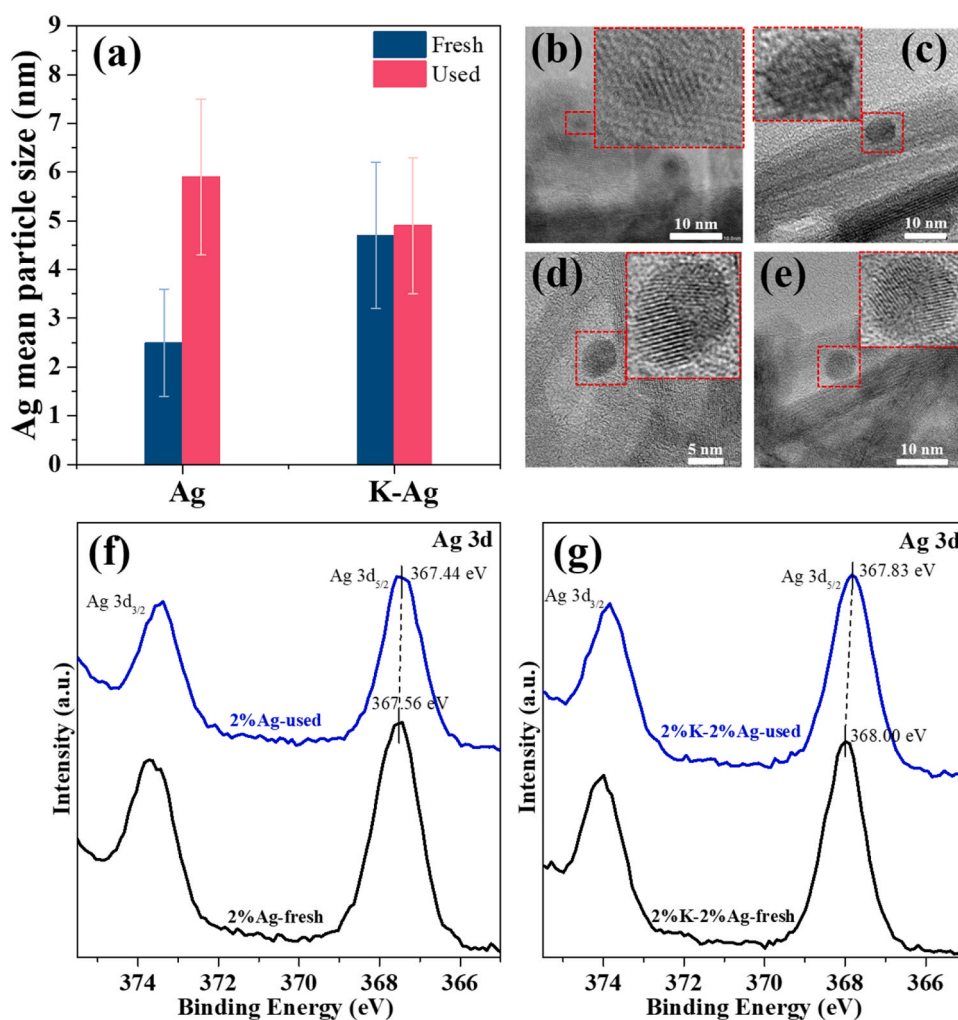 (a)
Fresh
Used
Ag mean particle size (nm)
9
8
7
6
5
4
3
2
1
0
Ag
K-Ag
(b)
10 nm
(c)
10 nm
(d)
5 nm
(e)
10 nm
(f)
Ag 3d
Ag 3d5/2
367.44 eV
Ag 3d3/2
367.56 eV
2%Ag-used
2%Ag-fresh
Intensity (a.u.)
374
372
370
368
366
Binding Energy (eV)
(g)
Ag 3d
Ag 3d5/2
367.83 eV
Ag 3d3/2
368.00 eV
2%K-2%Ag-used
2%K-2%Ag-fresh
Intensity (a.u.)
374
372
370
368
366
Binding Energy (eV)